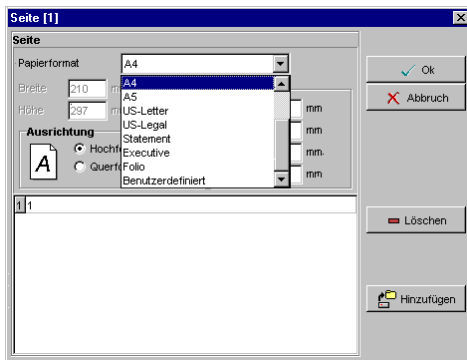 Seite [1]
Seite
Papierformat A4
Breite 210 m
Höhe 297 m
A4
A5
US-Letter
US-Legal
Statement
Executive
Folio
Benutzerdefiniert
mm
mm
mm
mm
Ausrichtung
A
Hochf
Querfo
1 1
Ok
Abbruch
Löschen
Hinzufügen